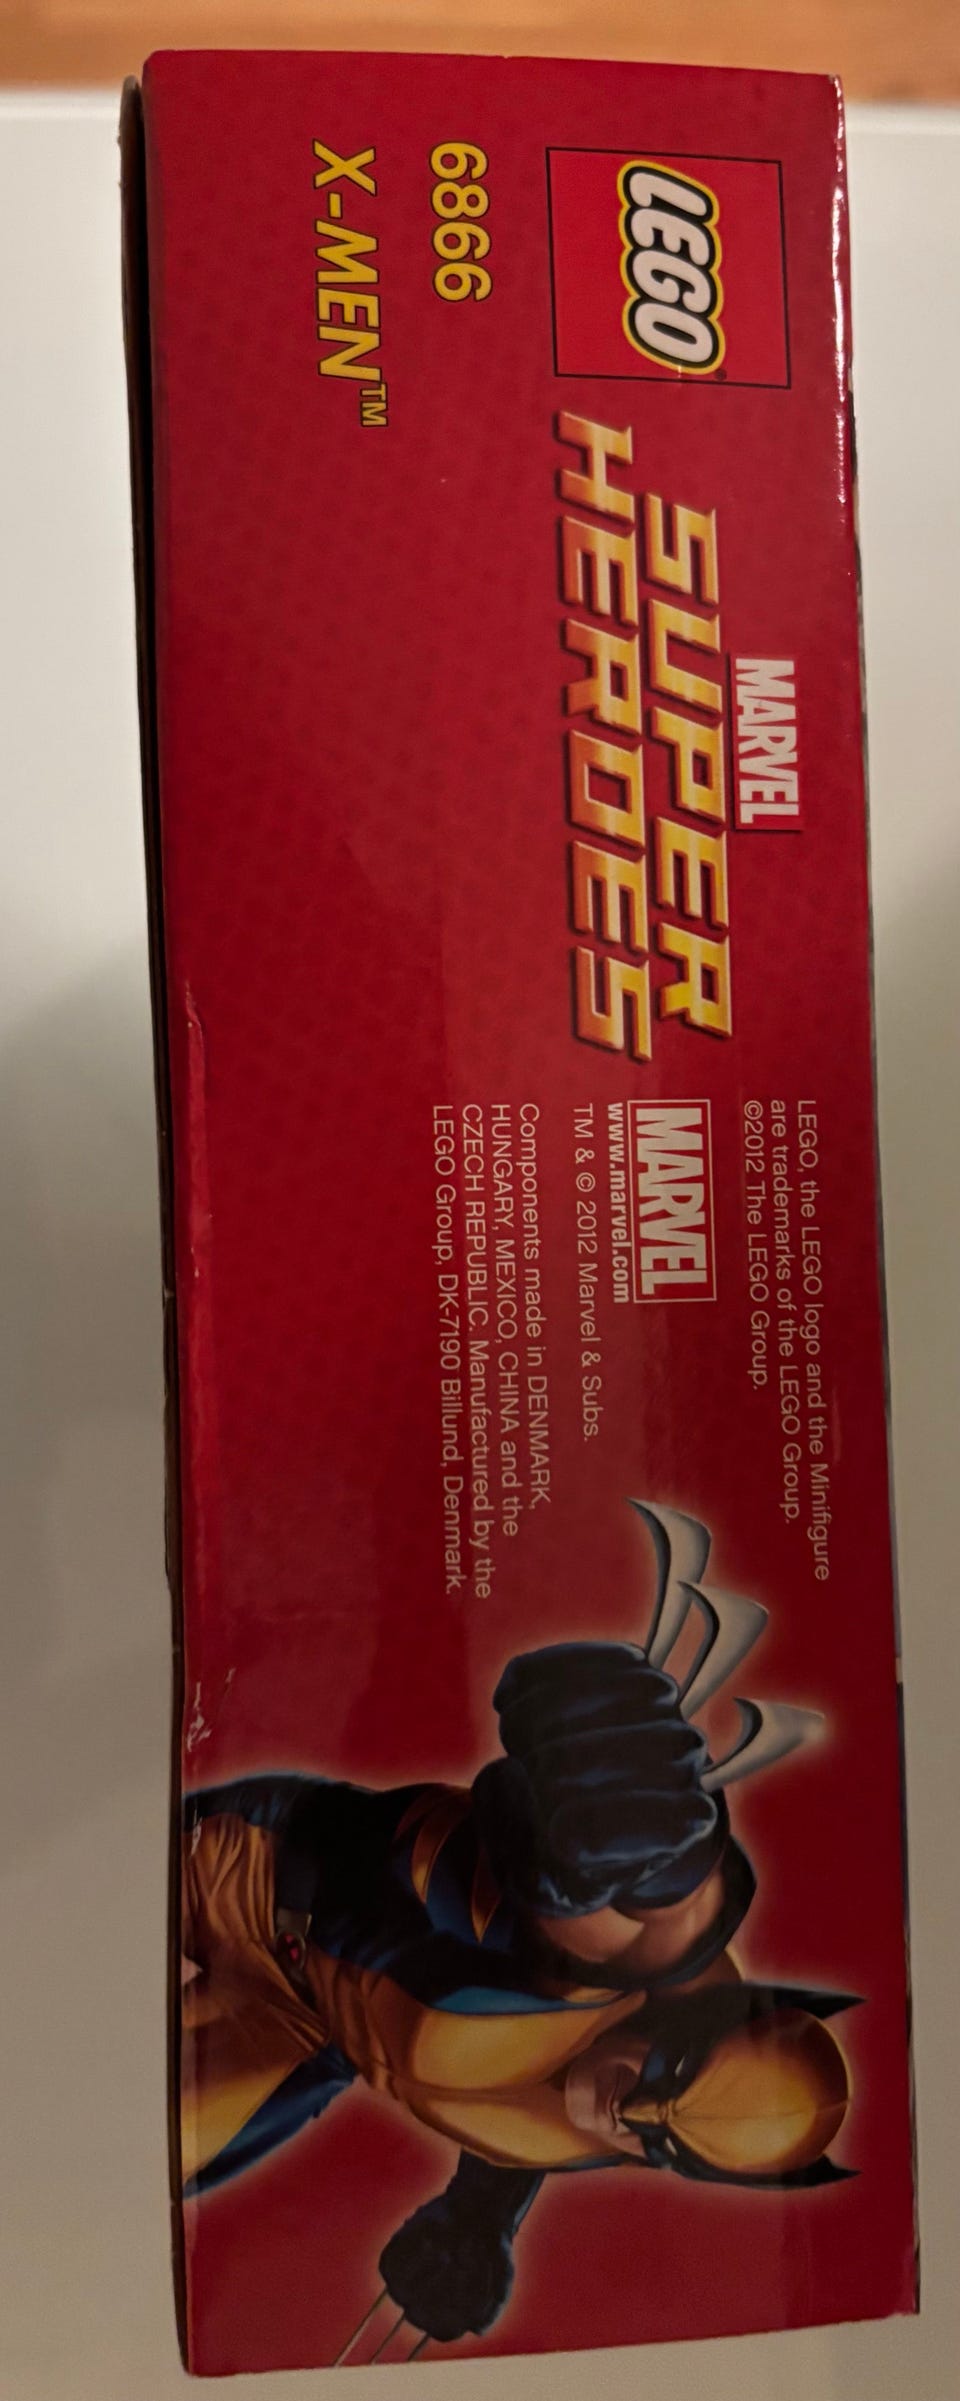 LEGO®
MARVEL
SUPER
HEROES
6866
X-MEN™
LEGO, the LEGO logo and the Minifigure
are trademarks of the LEGO Group.
©2012 The LEGO Group.
MARVEL
www.marvel.com
TM & © 2012 Marvel & Subs.
Components made in DENMARK,
HUNGARY, MEXICO, CHINA and the
CZECH REPUBLIC. Manufactured by the
LEGO Group, DK-7190 Billund, Denmark.